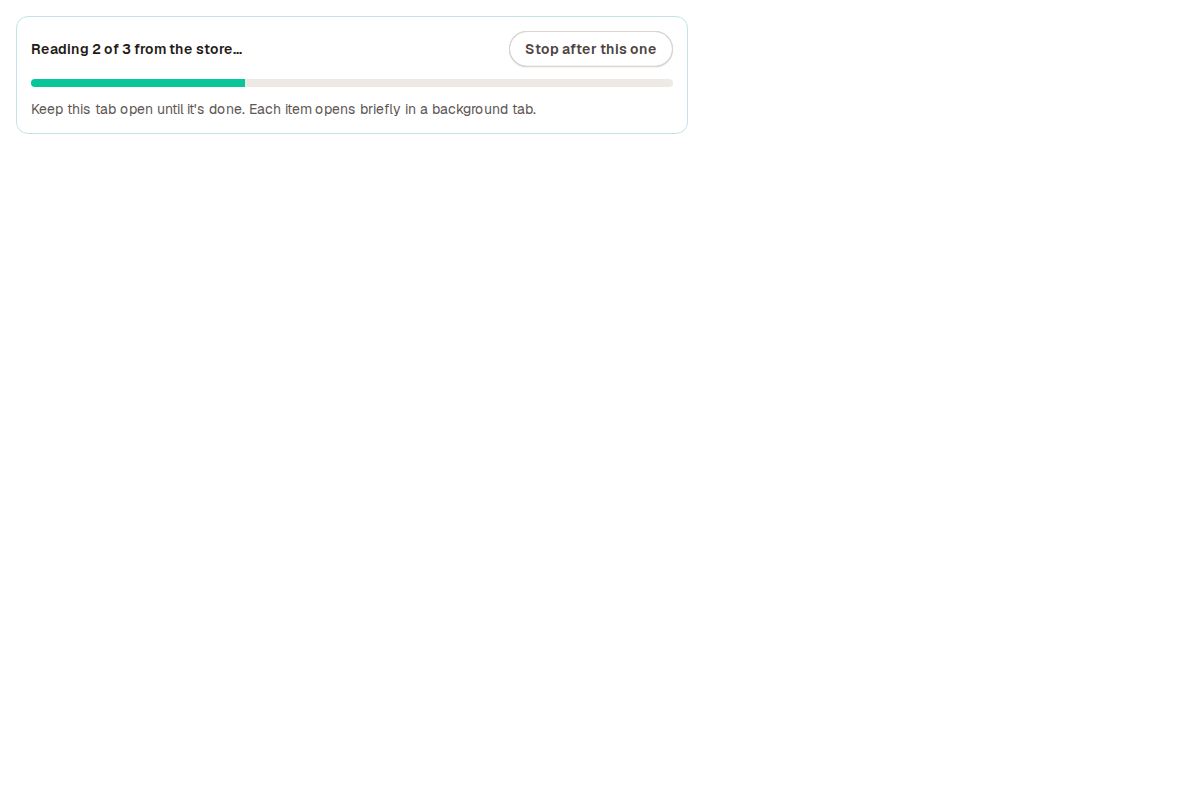 Reading 2 of 3 from the store…
Stop after this one
Keep this tab open until it's done. Each item opens briefly in a background tab.